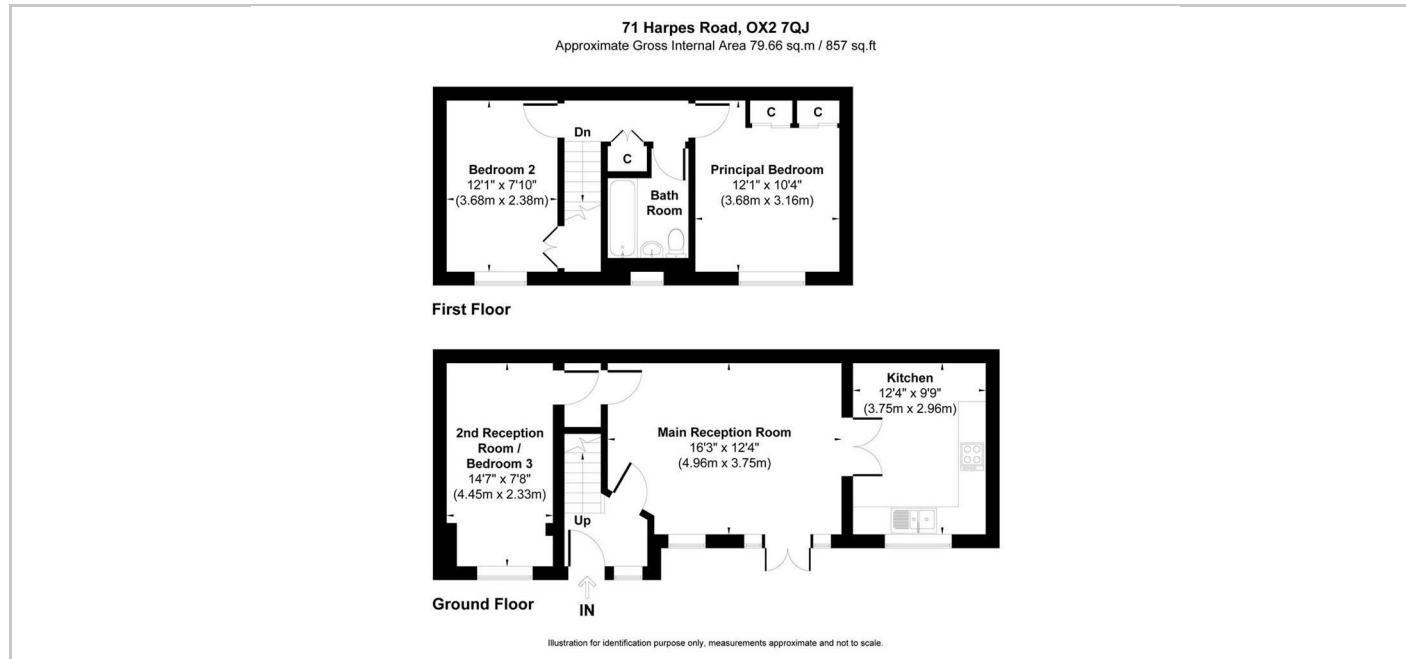 71 Harpes Road, OX2 7QJ
Approximate Gross Internal Area 79.66 sq.m / 857 sq.ft
Bedroom 2
12'1" x 7'10"
(3.68m x 2.38m)
Dn
C
Bath
Room
C
C
Principal Bedroom
12'1" x 10'4"
(3.68m x 3.16m)
First Floor
2nd Reception
Room /
Bedroom 3
14'7" x 7'8"
(4.45m x 2.33m)
Up
Main Reception Room
16'3" x 12'4"
(4.96m x 3.75m)
Kitchen
12'4" x 9'9"
(3.75m x 2.96m)
Ground Floor
IN
Illustration for identification purpose only, measurements approximate and not to scale.